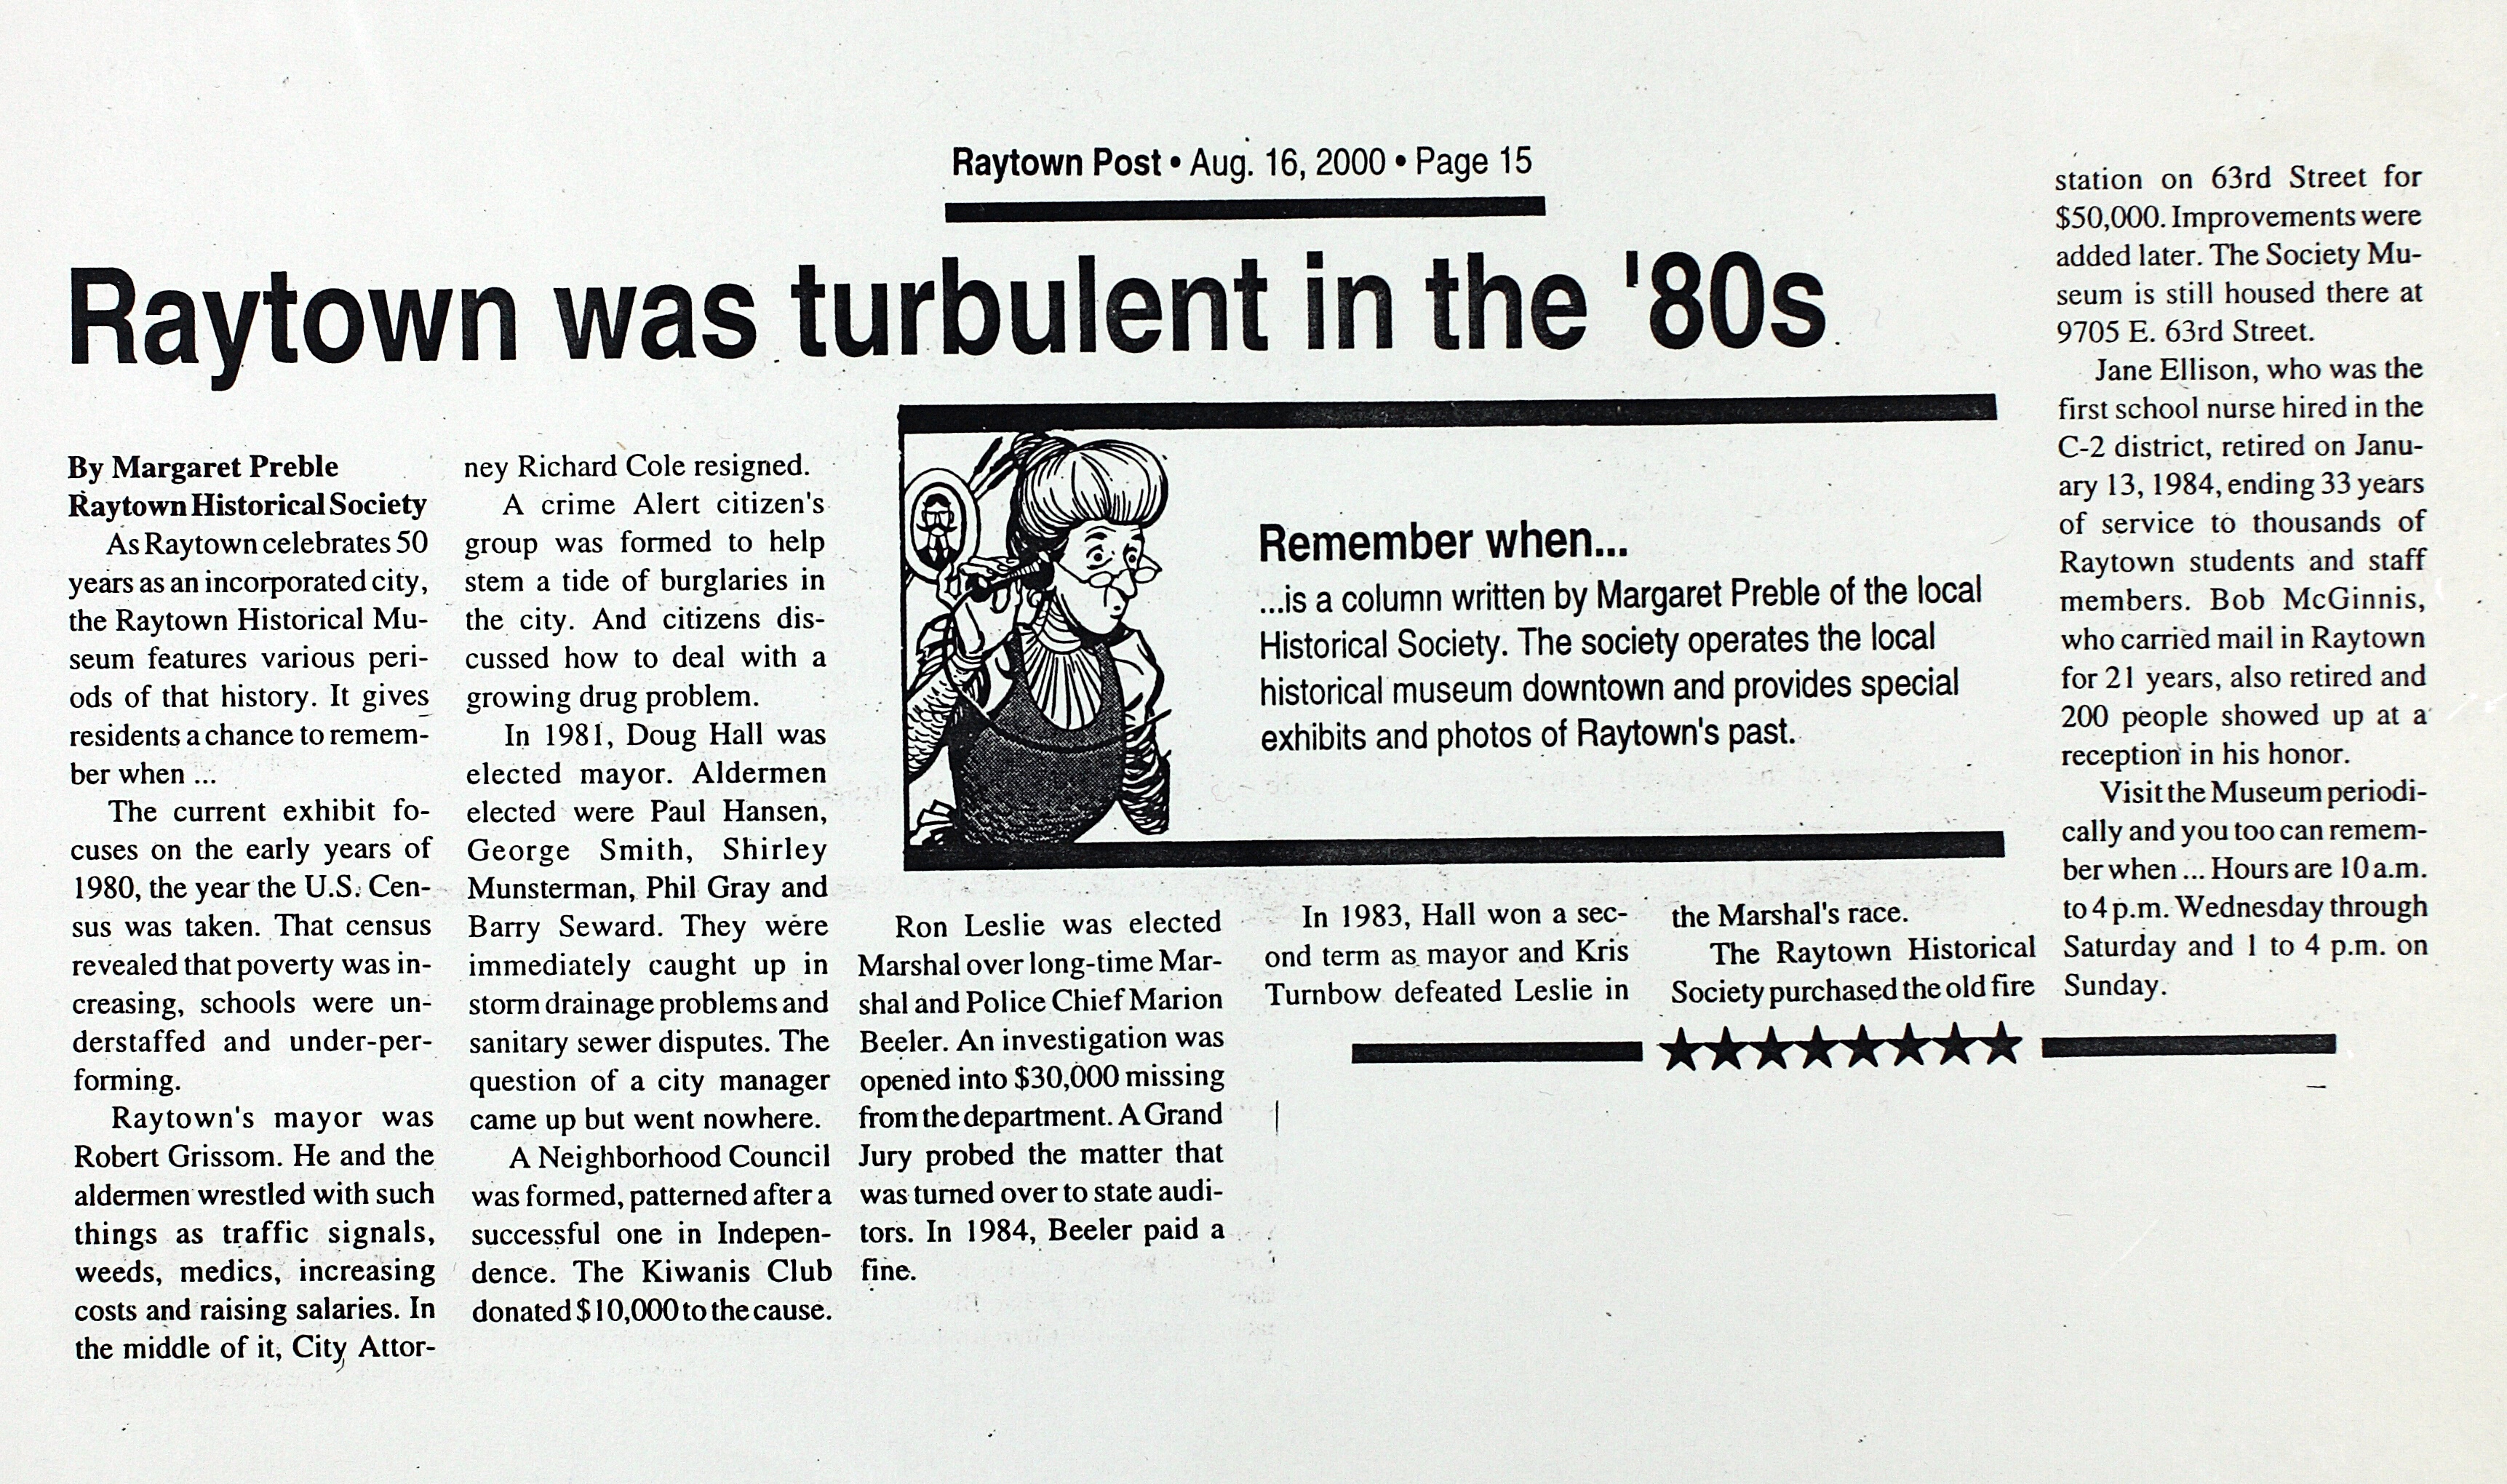 Raytown Post • Aug. 16, 2000 • Page 15
Raytown was turbulent in the '80s
By Margaret Preble
Raytown Historical Society
As Raytown celebrates 50
years as an incorporated city,
the Raytown Historical Mu-
seum features various peri-
ods of that history. It gives
residents a chance to remem-
ber when ...
The current exhibit fo-
cuses on the early years of
1980, the year the U.S. Cen-
sus was taken. That census
revealed that poverty was in-
creasing, schools were un-
derstaffed and under-per-
forming.
Raytown's mayor was
Robert Grissom. He and the
aldermen wrestled with such
things as traffic signals,
weeds, medics, increasing
costs and raising salaries. In
the middle of it, City Attor-
ney Richard Cole resigned.
A crime Alert citizen's
group was formed to help
stem a tide of burglaries in
the city. And citizens dis-
cussed how to deal with a
growing drug problem.
In 1981, Doug Hall was
elected mayor. Aldermen
elected were Paul Hansen,
George Smith, Shirley
Munsterman, Phil Gray and
Barry Seward. They were
immediately caught up in
storm drainage problems and
sanitary sewer disputes. The
question of a city manager
came up but went nowhere.
A Neighborhood Council
was formed, patterned after a
successful one in Indepen-
dence. The Kiwanis Club
donated $10,000 to the cause.
Remember when...
...is a column written by Margaret Preble of the local
Historical Society. The society operates the local
historical museum downtown and provides special
exhibits and photos of Raytown's past.
Ron Leslie was elected
Marshal over long-time Mar-
shal and Police Chief Marion
Beeler. An investigation was
opened into $30,000 missing
from the department. A Grand
Jury probed the matter that
was turned over to state audi-
tors. In 1984, Beeler paid a
fine.
In 1983, Hall won a sec-
ond term as mayor and Kris
Turnbow defeated Leslie in
the Marshal's race.
The Raytown Historical
Society purchased the old fire
station on 63rd Street for
$50,000. Improvements were
added later. The Society Mu-
seum is still housed there at
9705 E. 63rd Street.
Jane Ellison, who was the
first school nurse hired in the
C-2 district, retired on Janu-
ary 13, 1984, ending 33 years
of service to thousands of
Raytown students and staff
members. Bob McGinnis,
who carried mail in Raytown
for 21 years, also retired and
200 people showed up at a
reception in his honor.
Visit the Museum periodi-
cally and you too can remem-
ber when ... Hours are 10 a.m.
to 4 p.m. Wednesday through
Saturday and 1 to 4 p.m. on
Sunday.